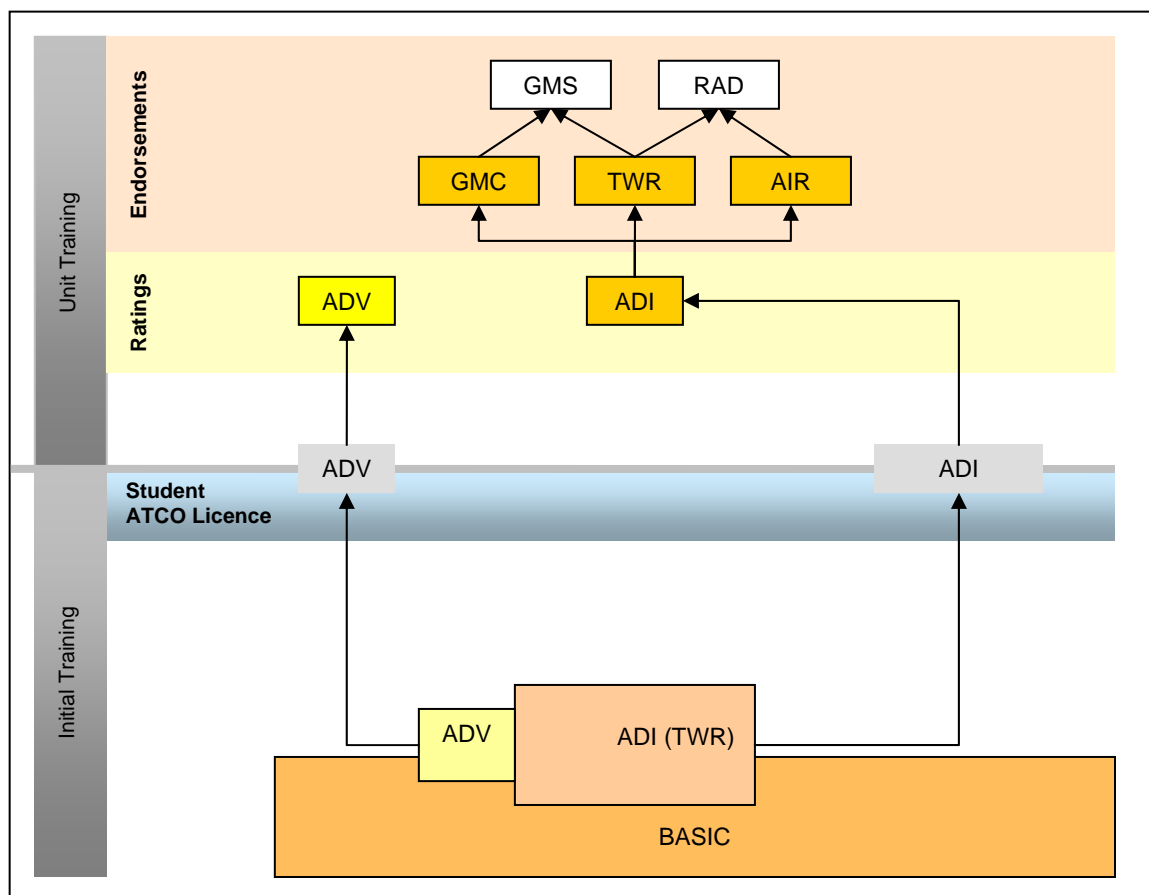 Unit Training
Endorsements
GMS
RAD
GMC
TWR
AIR
Ratings
ADV
ADI
ADV
ADI
Student
ATCO Licence
Initial Training
ADV
ADI (TWR)
BASIC